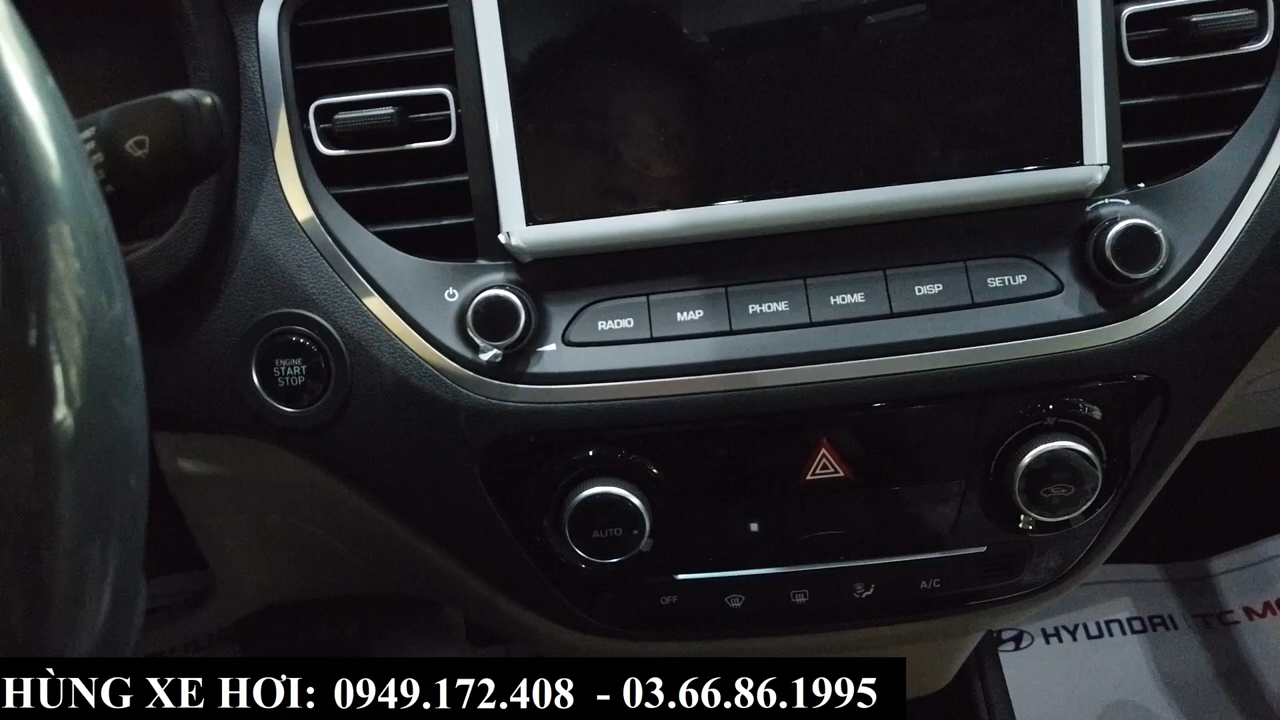 RADIO MAP PHONE HOME DISP SETUP
ENGINE
START
STOP
AUTO
OFF A/C
HYUNDAI TC M
HÙNG XE HƠI: 0949.172.408 - 03.66.86.1995